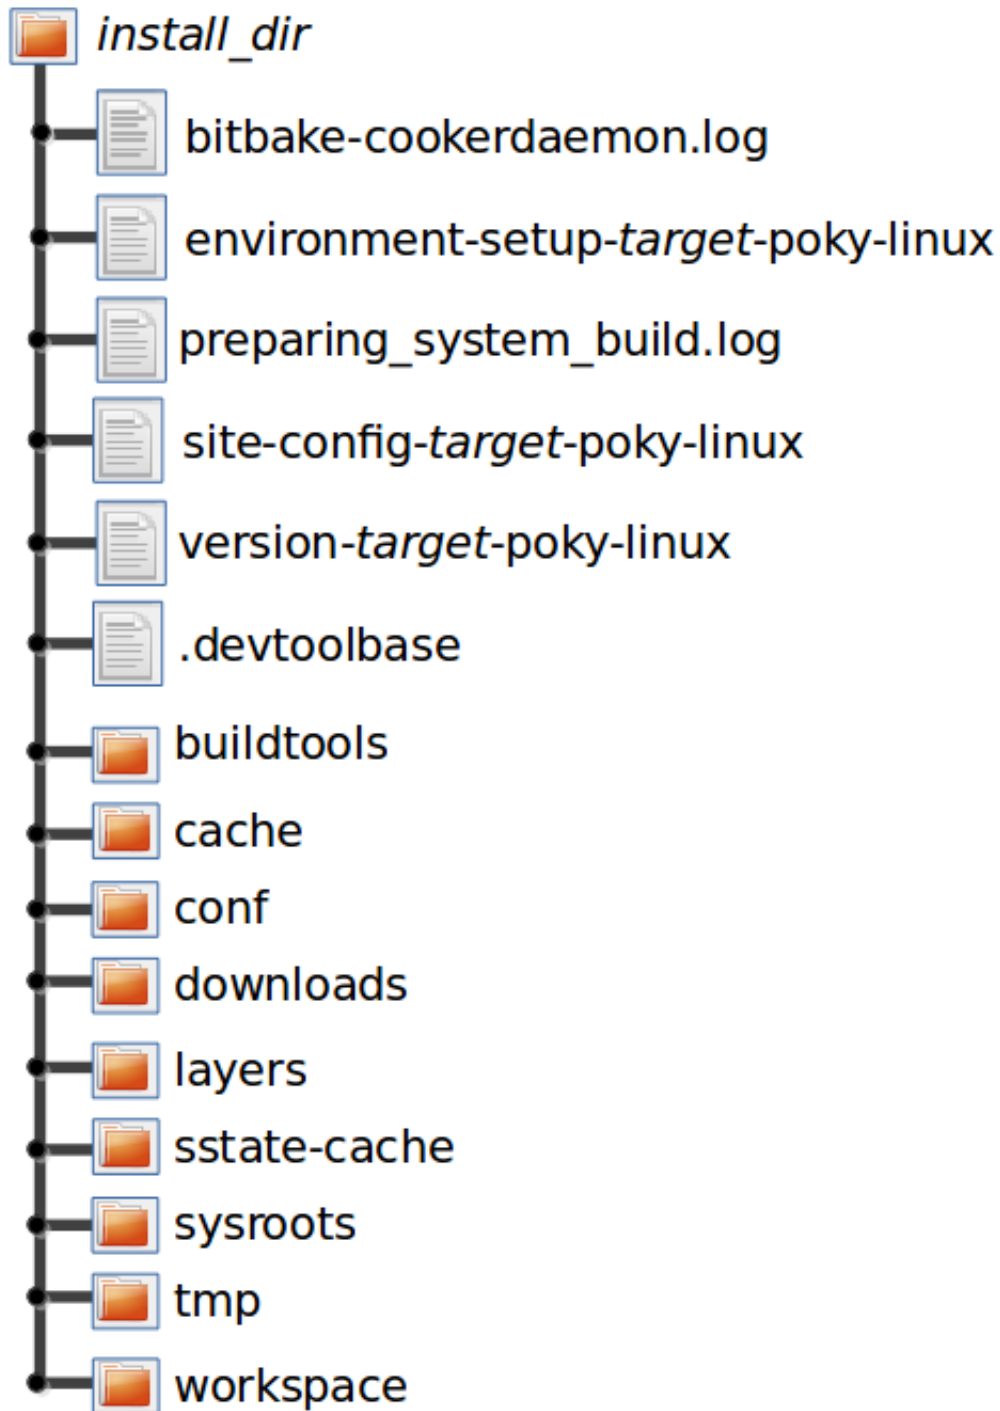 install_dir
bitbake-cookerdaemon.log
environment-setup-target-poky-linux
preparing_system_build.log
site-config-target-poky-linux
version-target-poky-linux
.devtoolbase
buildtools
cache
conf
downloads
layers
sstate-cache
sysroots
tmp
workspace